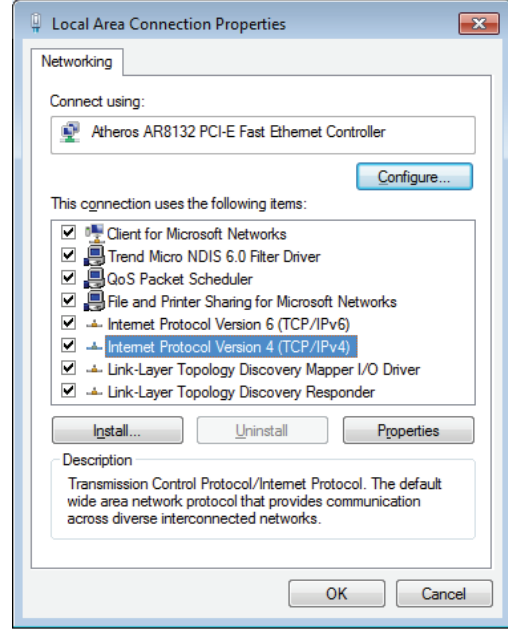 Local Area Connection Properties
Networking
Connect using:
Atheros AR8132 PCI-E Fast Ethernet Controller
Configure...
This connection uses the following items:
Client for Microsoft Networks
Trend Micro NDIS 6.0 Filter Driver
QoS Packet Scheduler
File and Printer Sharing for Microsoft Networks
Internet Protocol Version 6 (TCP/IPv6)
Internet Protocol Version 4 (TCP/IPv4)
Link-Layer Topology Discovery Mapper I/O Driver
Link-Layer Topology Discovery Responder
Install... Uninstall Properties
Description
Transmission Control Protocol/Internet Protocol. The default
wide area network protocol that provides communication
across diverse interconnected networks.
OK Cancel